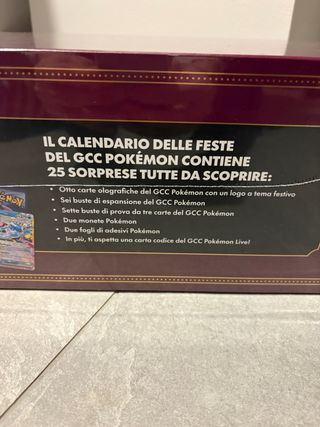 IL CALENDARIO DELLE FESTE
DEL GCC POKÉMON CONTIENE
25 SORPRESE TUTTE DA SCOPRIRE:
• Otto carte olografiche del GCC Pokémon con un logo a tema festivo
• Sei buste di espansione del GCC Pokémon
• Sette buste di prova da tre carte del GCC Pokémon
• Due monete Pokémon
• Due fogli di adesivi Pokémon
• In più, ti aspetta una carta codice del GCC Pokémon Live!